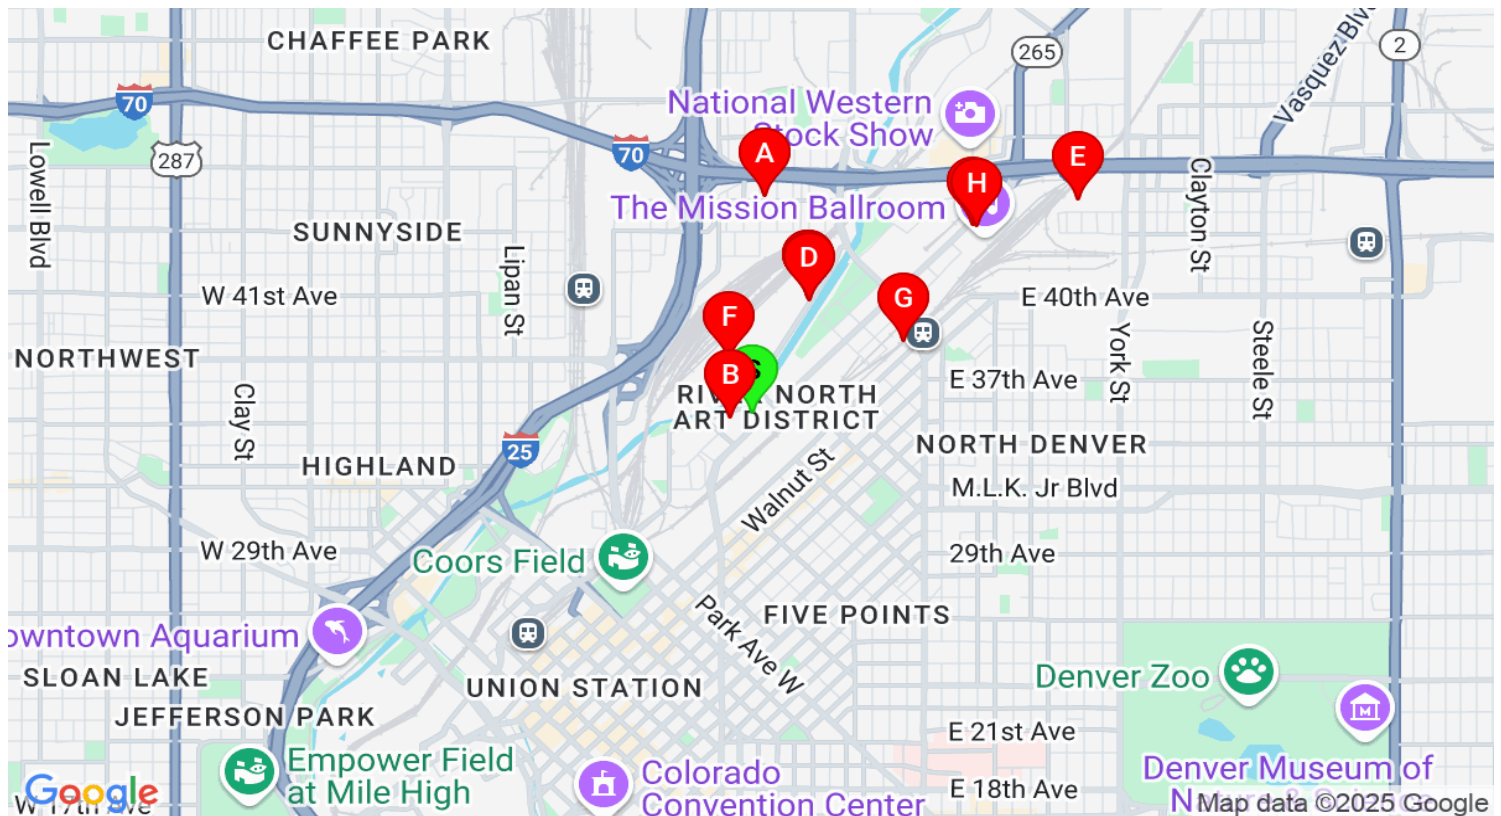 CHAFFEE PARK
265
2
Vasquez Blvd
70
National Western
Stock Show
287
70
A
E
Lowell Blvd
H
Clayton St
The Mission Ballroom
SUNNYSIDE
Lipan St
D
W 41st Ave
G
E 40th Ave
F
NORTHWEST
York St
Steele St
B
S
E 37th Ave
RIVER NORTH
ART DISTRICT
Clay St
25
NORTH DENVER
HIGHLAND
Walnut St
M.L.K. Jr Blvd
W 29th Ave
Coors Field
29th Ave
Park Ave W
FIVE POINTS
owntown Aquarium
SLOAN LAKE
UNION STATION
Denver Zoo
JEFFERSON PARK
E 21st Ave
Empower Field
at Mile High
Colorado
Convention Center
Denver Museum of
E 18th Ave
Google
W 17th Ave
Map data ©2025 Google